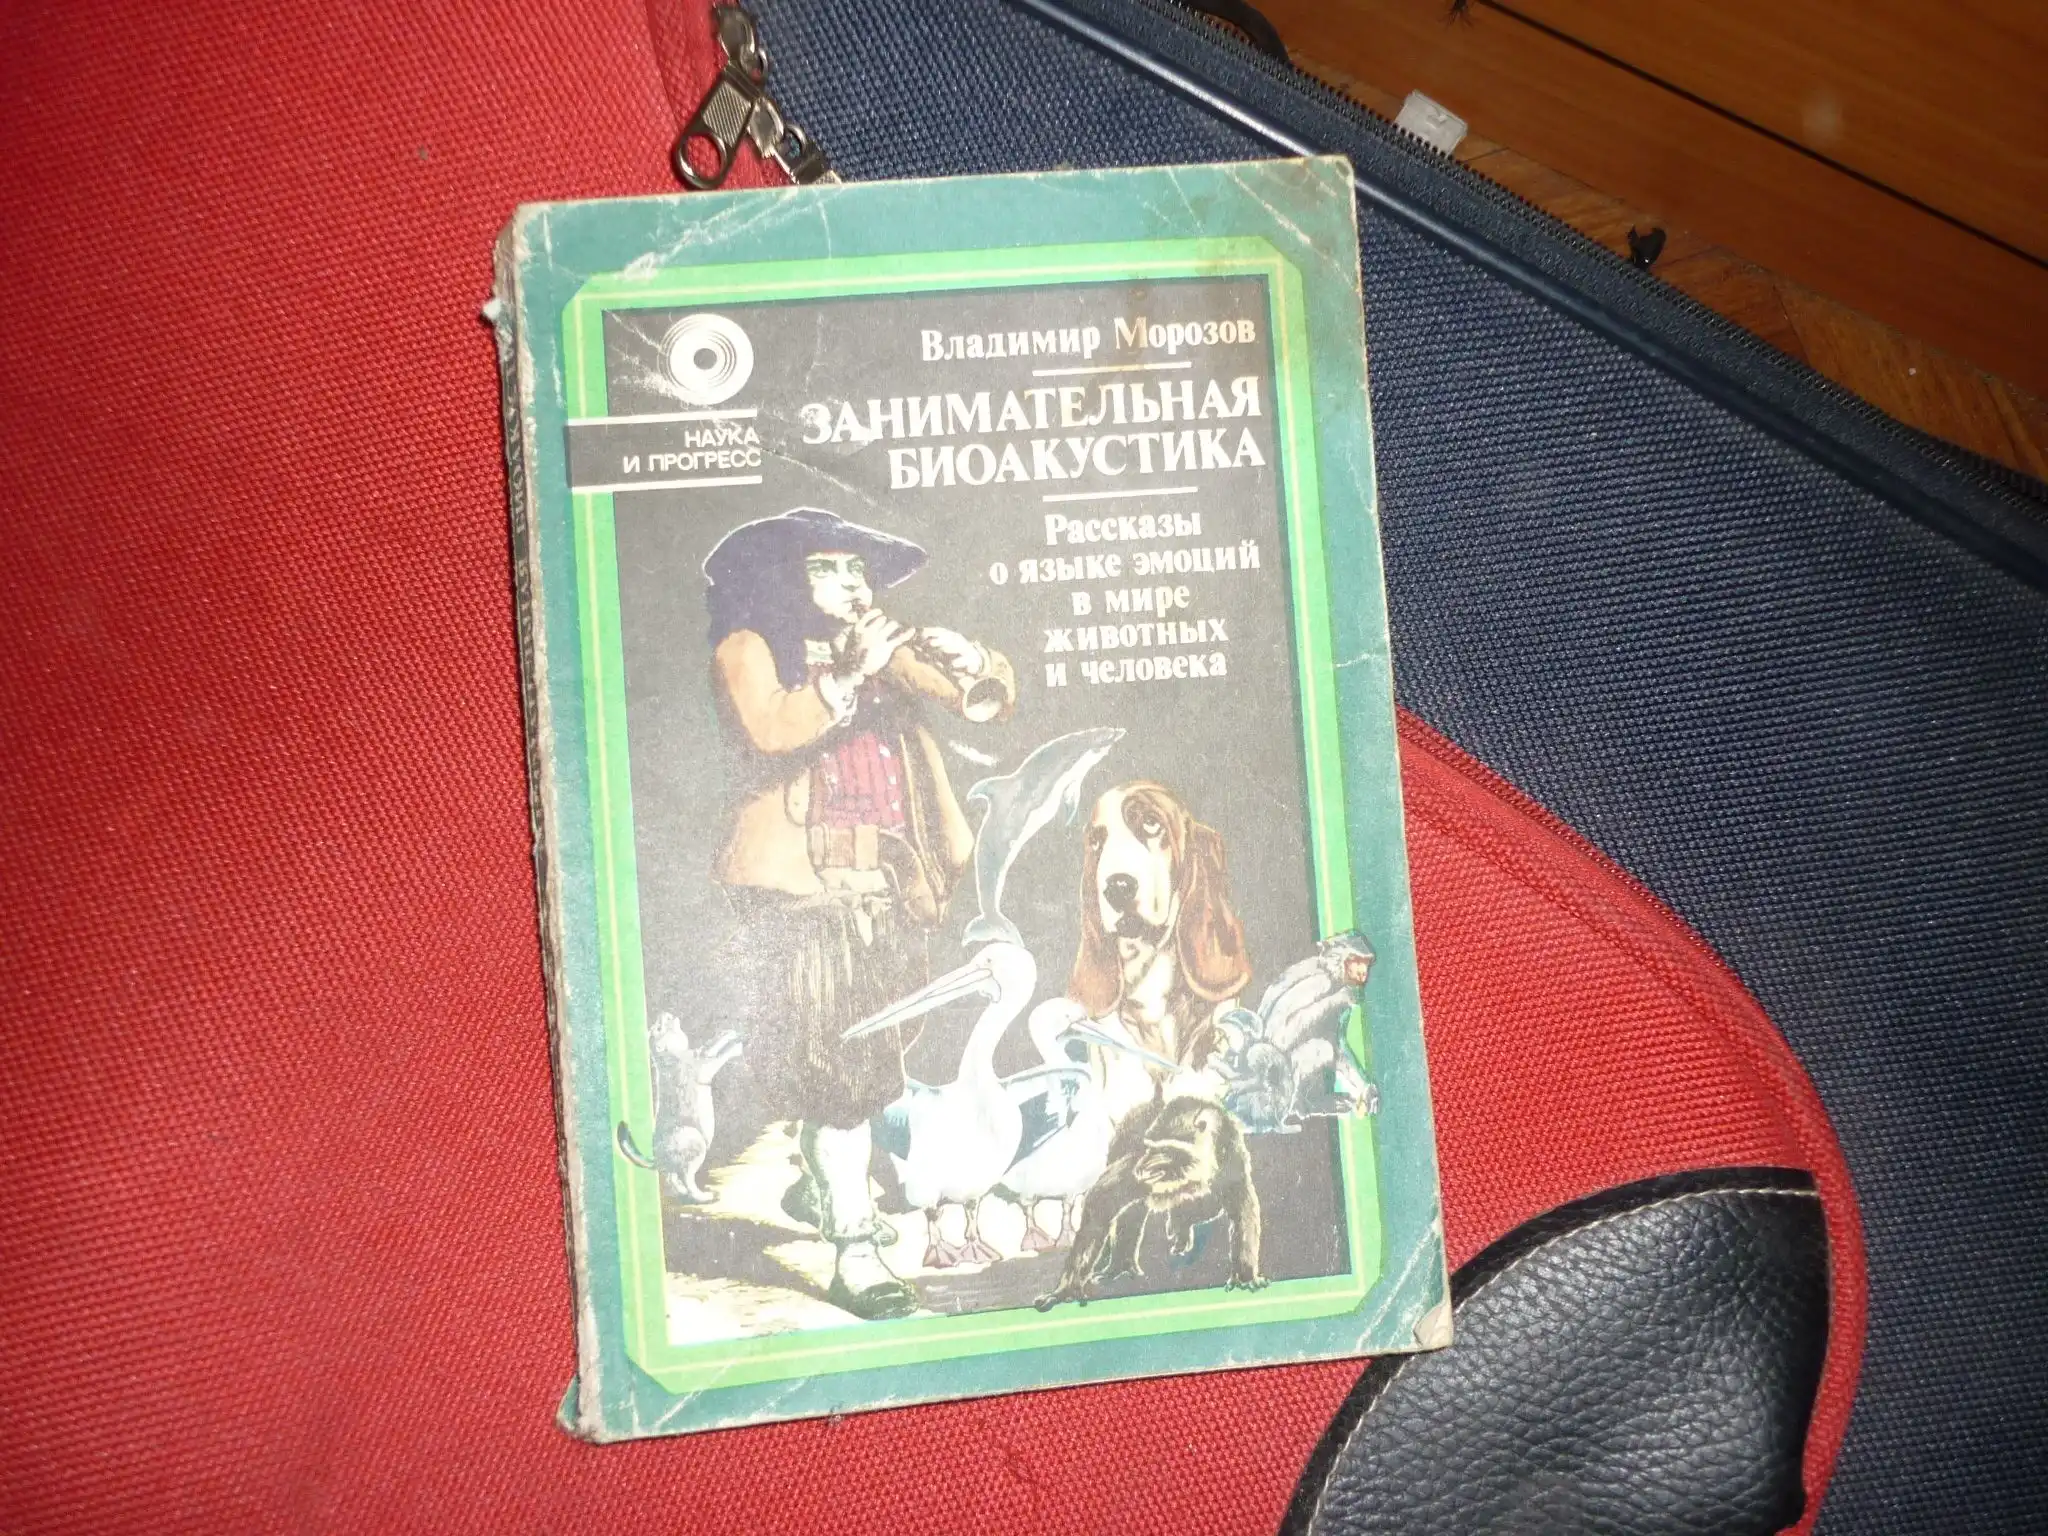 Владимир Морозов
ЗАНИМАТЕЛЬНАЯ
БИОАКУСТИКА
НАУКА
И ПРОГРЕСС
Рассказы
о языке эмоций
в мире
животных
и человека